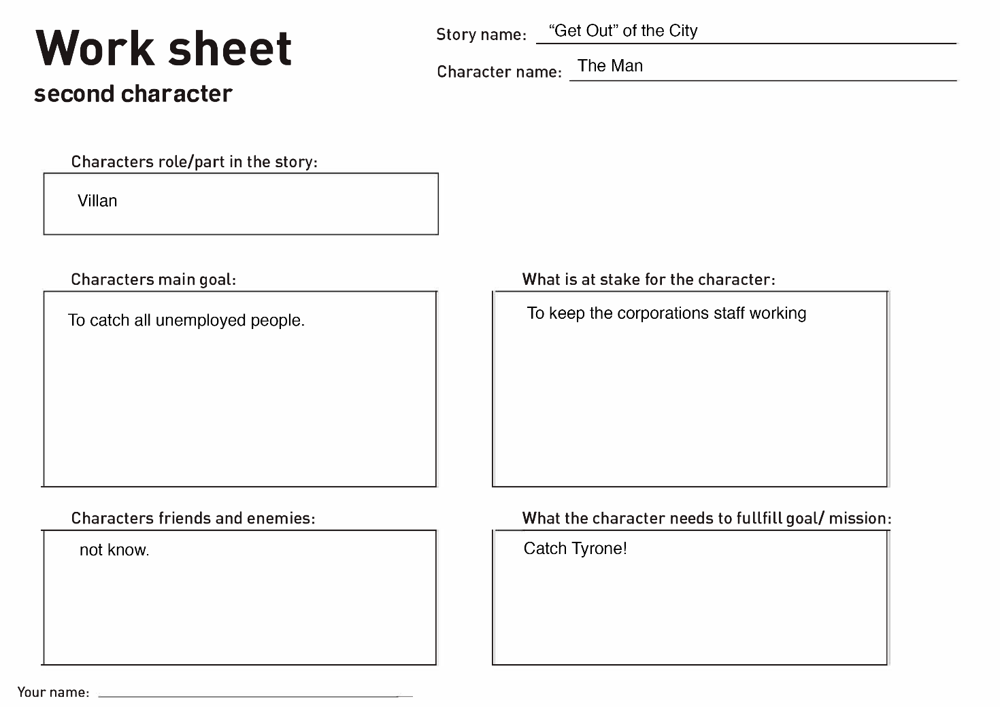 Work sheet
second character
Story name: “Get Out” of the City
Character name: The Man
Characters role/part in the story:
Villan
Characters main goal:
To catch all unemployed people.
What is at stake for the character:
To keep the corporations staff working
Characters friends and enemies:
not know.
What the character needs to fullfill goal/ mission:
Catch Tyrone!
Your name: